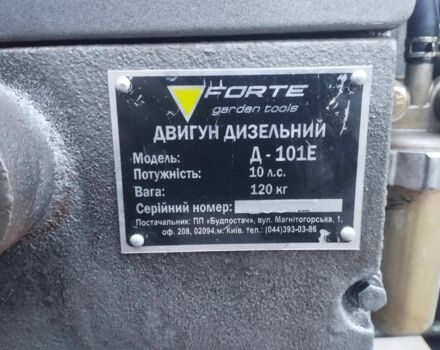 FORTE
garden tools
ДВИГУН ДИЗЕЛЬНИЙ
Модель: Д - 101Е
Потужність: 10 л.с.
Вага: 120 кг
Серійний номер:
Постачальник: ПП «Будпостач», вул. Магнітогорська, 1,
оф. 208, 02094,м. Київ. тел.: (044)393-03-86